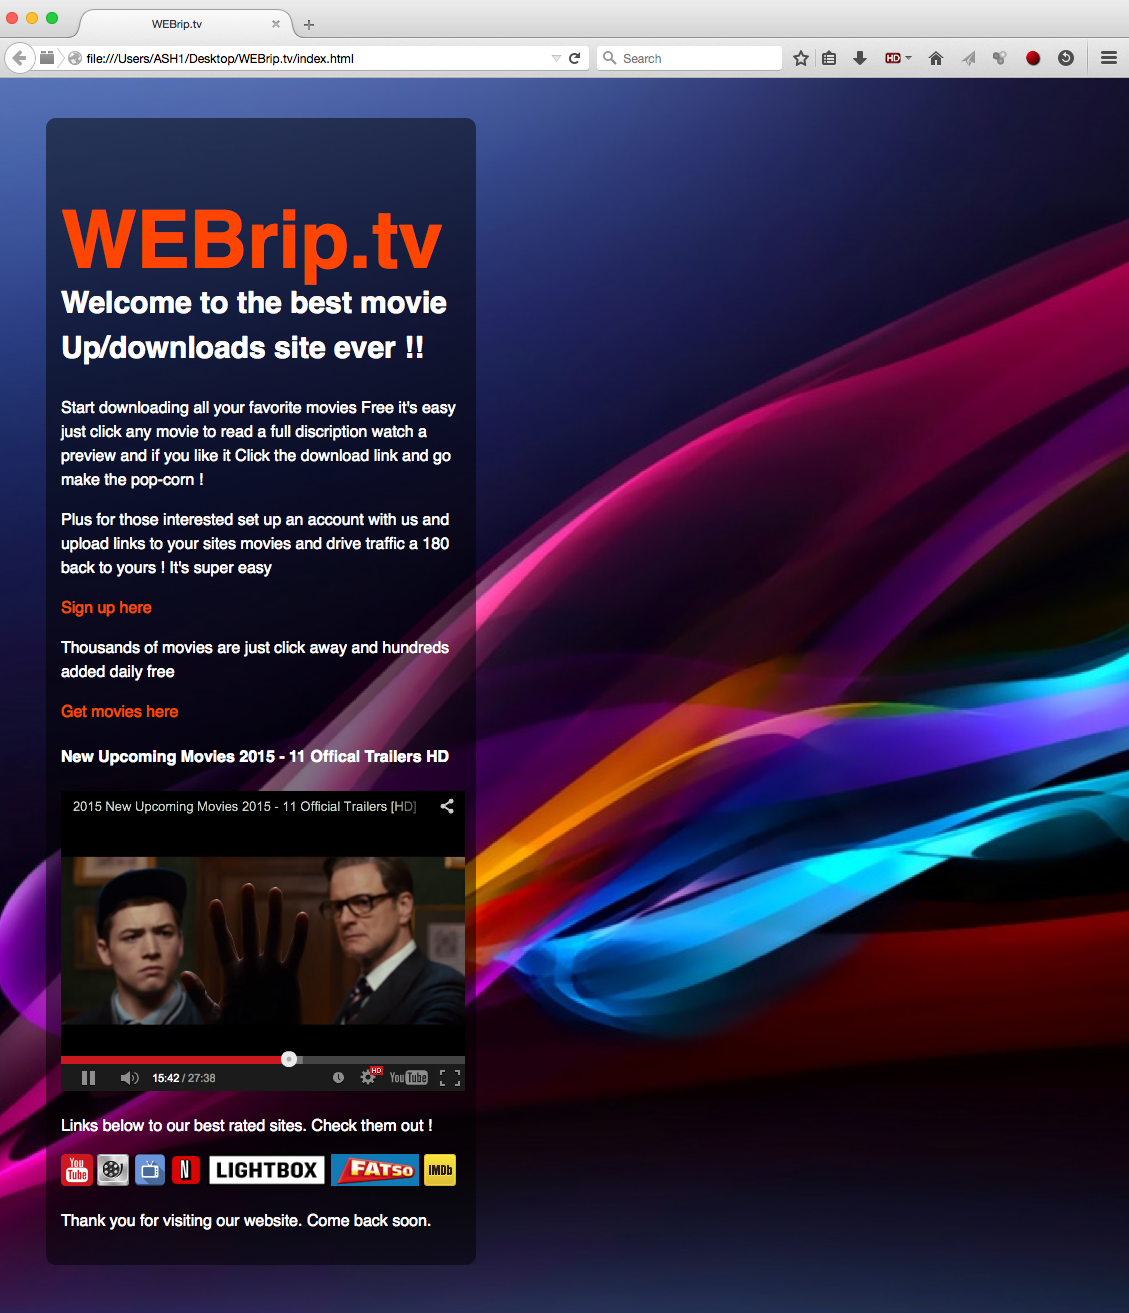 WEBrip.tv
file:///Users/ASH1/Desktop/WEBrip.tv/index.html
Search
HD
WEBrip.tv
Welcome to the best movie
Up/downloads site ever !!
Start downloading all your favorite movies Free it's easy
just click any movie to read a full discription watch a
preview and if you like it Click the download link and go
make the pop-corn !
Plus for those interested set up an account with us and
upload links to your sites movies and drive traffic a 180
back to yours ! It's super easy
Sign up here
Thousands of movies are just click away and hundreds
added daily free
Get movies here
New Upcoming Movies 2015 - 11 Offical Trailers HD
2015 New Upcoming Movies 2015 - 11 Official Trailers [HD]
15:42 / 27:38
HD
YouTube
Links below to our best rated sites. Check them out !
You Tube
N
LIGHTBOX
FATSO
IMDb
Thank you for visiting our website. Come back soon.